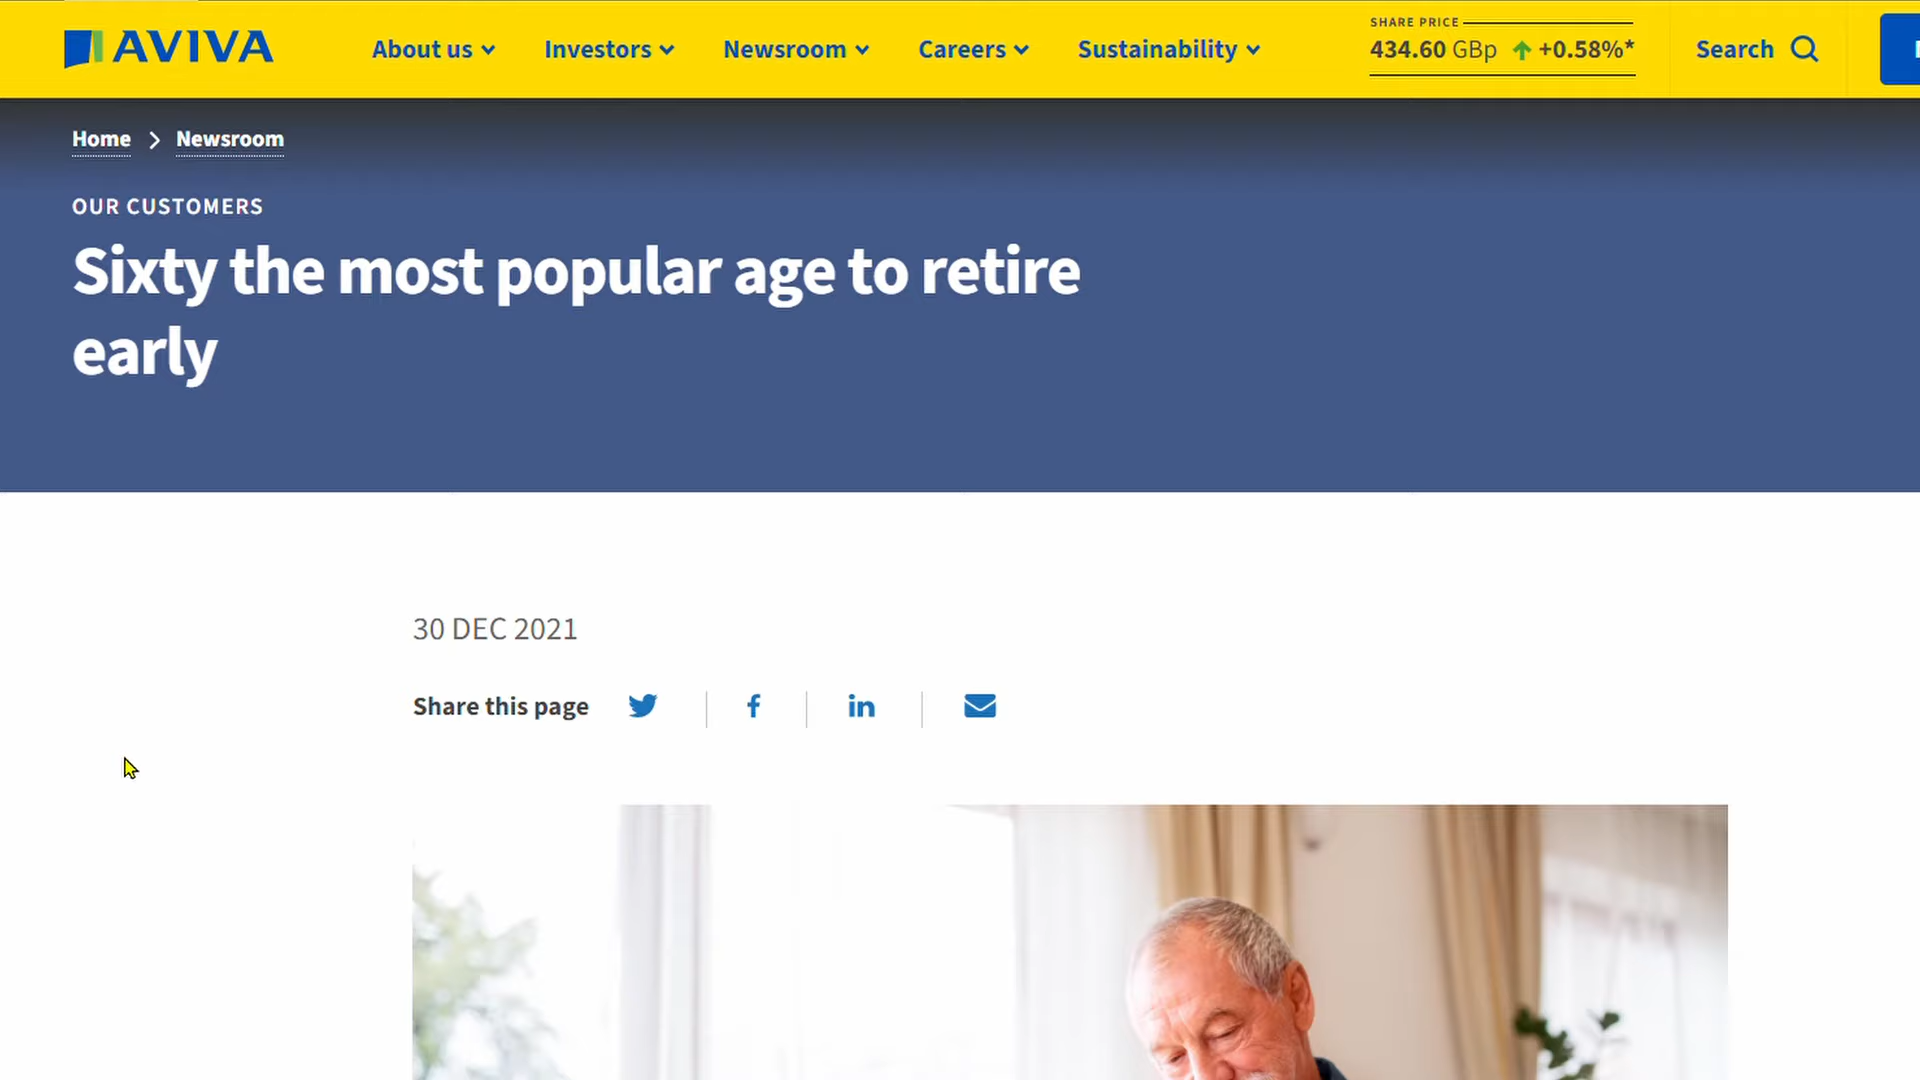 AVIVA
About us
Investors
Newsroom
Careers
Sustainability
SHARE PRICE
434.60 GBp +0.58%*
Search
Home > Newsroom
OUR CUSTOMERS
Sixty the most popular age to retire
early
30 DEC 2021
Share this page